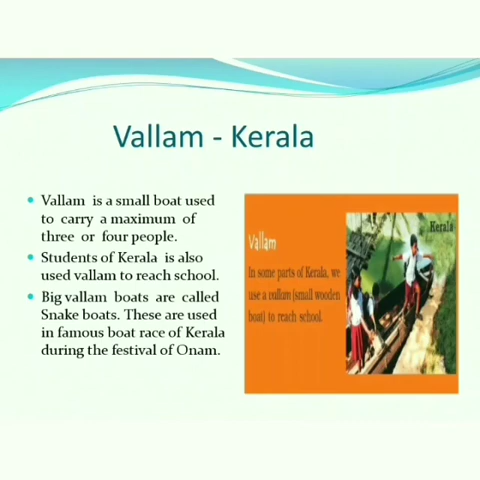 Vallam - Kerala
Vallam is a small boat used
to carry a maximum of
three or four people.
Students of Kerala is also
used vallam to reach school.
Big vallam boats are called
Snake boats. These are used
in famous boat race of Kerala
during the festival of Onam.
Kerala
Vallam
In some parts of Kerala, we
use a vallam (small wooden
boat) to reach school.